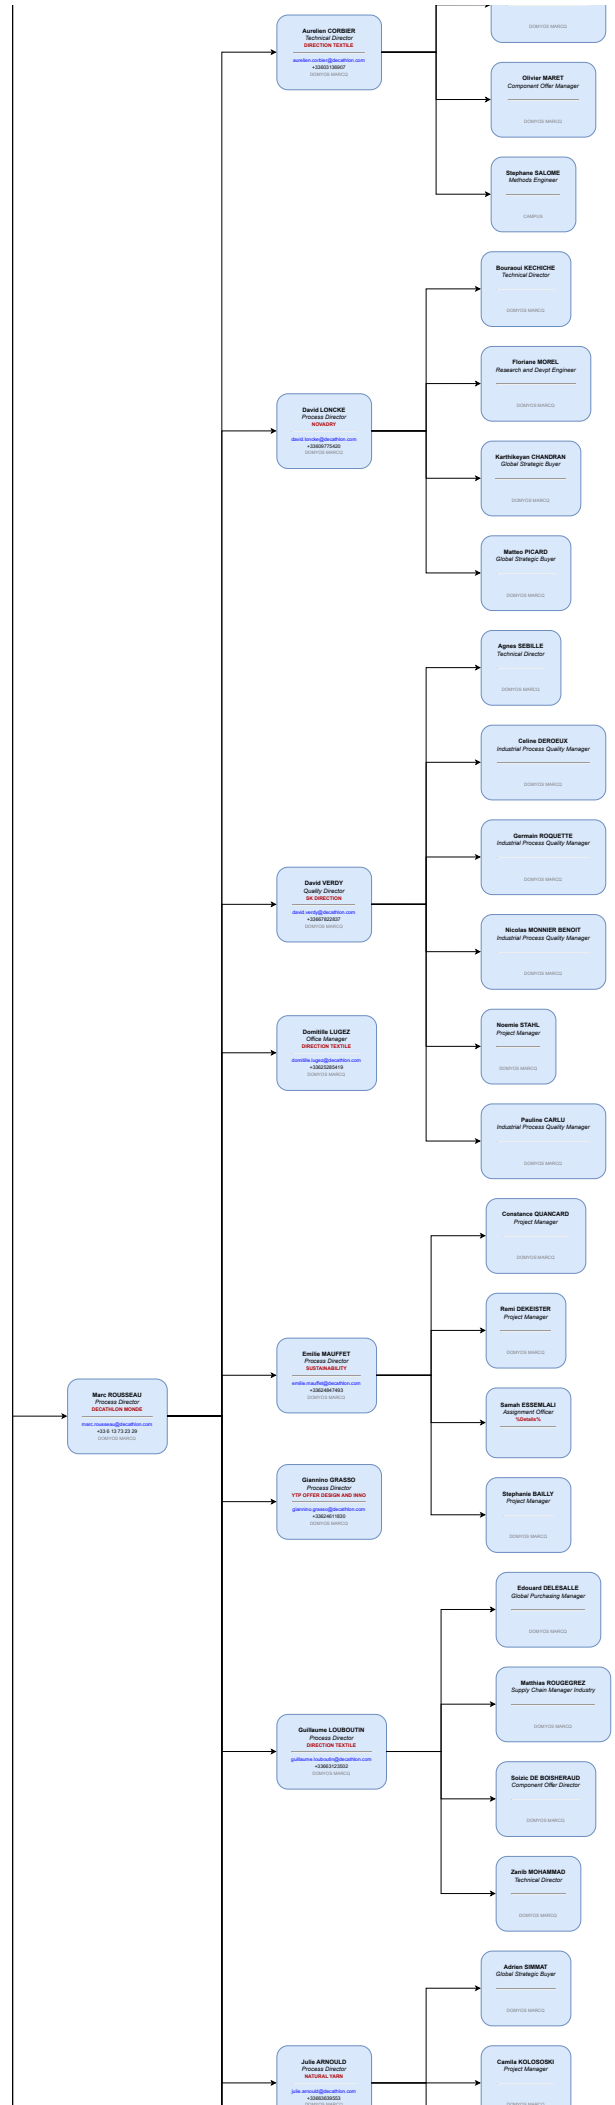 DOMYOS MARCQ
Aurelien CORBIER
Technical Director
DIRECTION TEXTILE
aurelien.corbier@decathlon.com
+33603136907
DOMYOS MARCQ
Olivier MARET
Component Offer Manager
DOMYOS MARCQ
Stephane SALOME
Methods Engineer
CAMPUS
Bouraoui KECHICHE
Technical Director
DOMYOS MARCQ
Floriane MOREL
Research and Devpt Engineer
DOMYOS MARCQ
David LONCKE
Process Director
NOVADRY
david.loncke@decathlon.com
+33609775420
DOMYOS MARCQ
Karthikeyan CHANDRAN
Global Strategic Buyer
DOMYOS MARCQ
Matteo PICARD
Global Strategic Buyer
DOMYOS MARCQ
Agnes SEBILLE
Technical Director
DOMYOS MARCQ
Celine DEROEUX
Industrial Process Quality Manager
DOMYOS MARCQ
Germain ROQUETTE
Industrial Process Quality Manager
DOMYOS MARCQ
David VERDY
Quality Director
SK DIRECTION
david.verdy@decathlon.com
+33667822837
DOMYOS MARCQ
Nicolas MONNIER BENOIT
Industrial Process Quality Manager
DOMYOS MARCQ
Noemie STAHL
Project Manager
DOMYOS MARCQ
Domitille LUGEZ
Office Manager
DIRECTION TEXTILE
domitille.lugez@decathlon.com
+33625285419
DOMYOS MARCQ
Pauline CARLU
Industrial Process Quality Manager
DOMYOS MARCQ
Constance QUANCARD
Project Manager
DOMYOS MARCQ
Remi DEKEISTER
Project Manager
DOMYOS MARCQ
Emilie MAUFFET
Process Director
SUSTAINABILITY
emilie.mauffet@decathlon.com
+33624847493
DOMYOS MARCQ
Marc ROUSSEAU
Process Director
DECATHLON MONDE
marc.rousseau@decathlon.com
+33 6 13 73 23 29
DOMYOS MARCQ
Samah ESSEMLALI
Assignment Officer
%Details%
Giannino GRASSO
Process Director
YTP OFFER DESIGN AND INNO
giannino.grasso@decathlon.com
+33624611830
DOMYOS MARCQ
Stephanie BAILLY
Project Manager
DOMYOS MARCQ
Edouard DELESALLE
Global Purchasing Manager
DOMYOS MARCQ
Matthias ROUGEGREZ
Supply Chain Manager Industry
DOMYOS MARCQ
Guillaume LOUBOUTIN
Process Director
DIRECTION TEXTILE
guillaume.louboutin@decathlon.com
+33603123502
DOMYOS MARCQ
Soizic DE BOISHERAUD
Component Offer Director
DOMYOS MARCQ
Zanib MOHAMMAD
Technical Director
DOMYOS MARCQ
Adrien SIMMAT
Global Strategic Buyer
DOMYOS MARCQ
Julie ARNOULD
Process Director
NATURAL YARN
julie.arnould@decathlon.com
+33663639553
DOMYOS MARCQ
Camila KOLOSOSKI
Project Manager
DOMYOS MARCQ